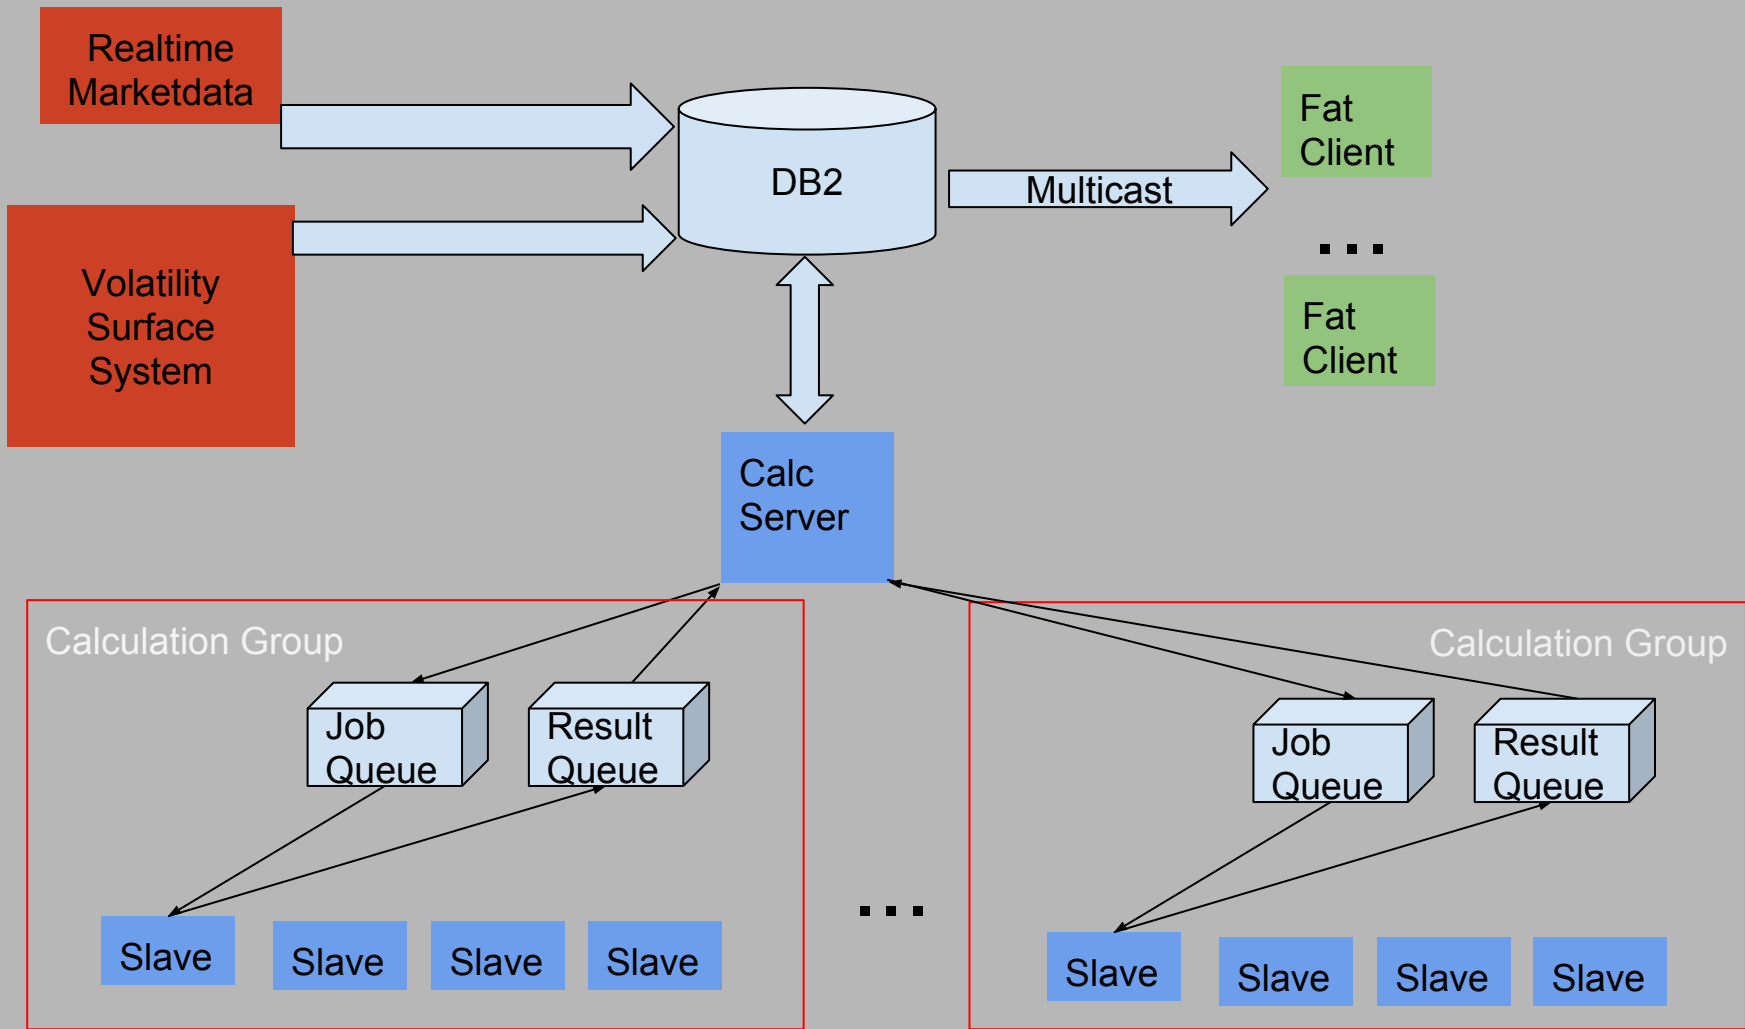 Realtime
Marketdata
Fat
Client
DB2
Multicast
Volatility
Surface
System
...
Fat
Client
Calc
Server
Calculation Group
Calculation Group
Job
Queue
Result
Queue
Job
Queue
Result
Queue
...
Slave
Slave
Slave
Slave
Slave
Slave
Slave
Slave